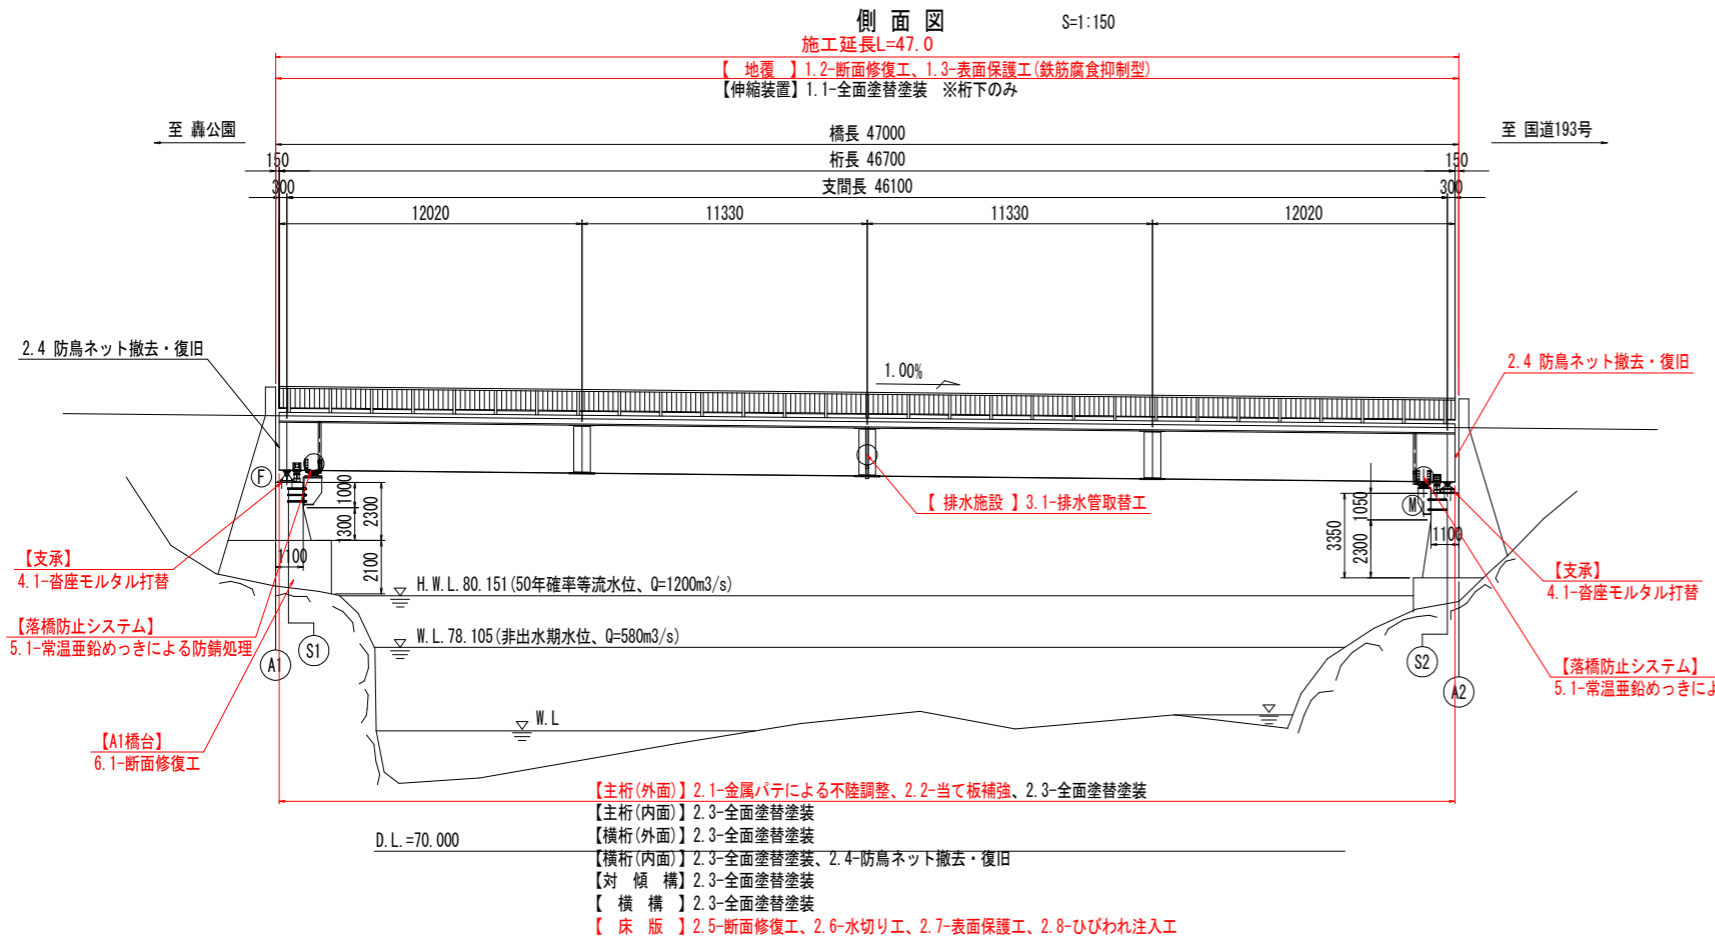 側面図 S=1:150
施工延長L=47.0
【 地覆 】1.2-断面修復工、1.3-表面保護工(鉄筋腐食抑制型)
【伸縮装置】1.1-全面塗替塗装 ※桁下のみ
至 轟公園
橋長 47000
至 国道193号
150
桁長 46700
150
300
支間長 46100
300
12020
11330
11330
12020
2.4 防鳥ネット撤去・復旧
1.00%
2.4 防鳥ネット撤去・復旧
F
M
【 排水施設 】3.1-排水管取替工
1000
1300
2300
2100
1100
1050
2300
3350
1100
【支承】
4.1-沓座モルタル打替
【支承】
4.1-沓座モルタル打替
H.W.L.80.151(50年確率等流水位、Q=1200m3/s)
W.L.78.105(非出水期水位、Q=580m3/s)
【落橋防止システム】
5.1-常温亜鉛めっきによる防錆処理
A1
S1
S2
A2
【落橋防止システム】
5.1-常温亜鉛めっきによ
W.L
【A1橋台】
6.1-断面修復工
【主桁(外面)】2.1-金属パテによる不陸調整、2.2-当て板補強、2.3-全面塗替塗装
【主桁(内面)】2.3-全面塗替塗装
【横桁(外面)】2.3-全面塗替塗装
D.L.=70.000
【横桁(内面)】2.3-全面塗替塗装、2.4-防鳥ネット撤去・復旧
【対 傾 構】2.3-全面塗替塗装
【 横 構 】2.3-全面塗替塗装
【 床 版 】2.5-断面修復工、2.6-水切り工、2.7-表面保護工、2.8-ひびわれ注入工